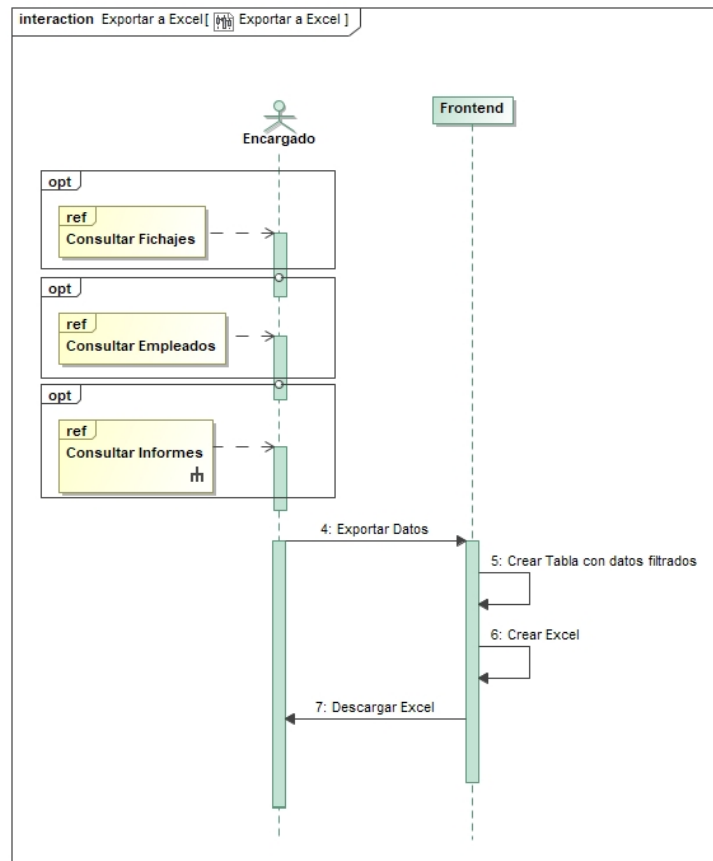 interaction Exportar a Excel[ Exportar a Excel ]
Frontend
Encargado
opt
ref
Consultar Fichajes
opt
ref
Consultar Empleados
opt
ref
Consultar Informes
4: Exportar Datos
5: Crear Tabla con datos filtrados
6: Crear Excel
7: Descargar Excel